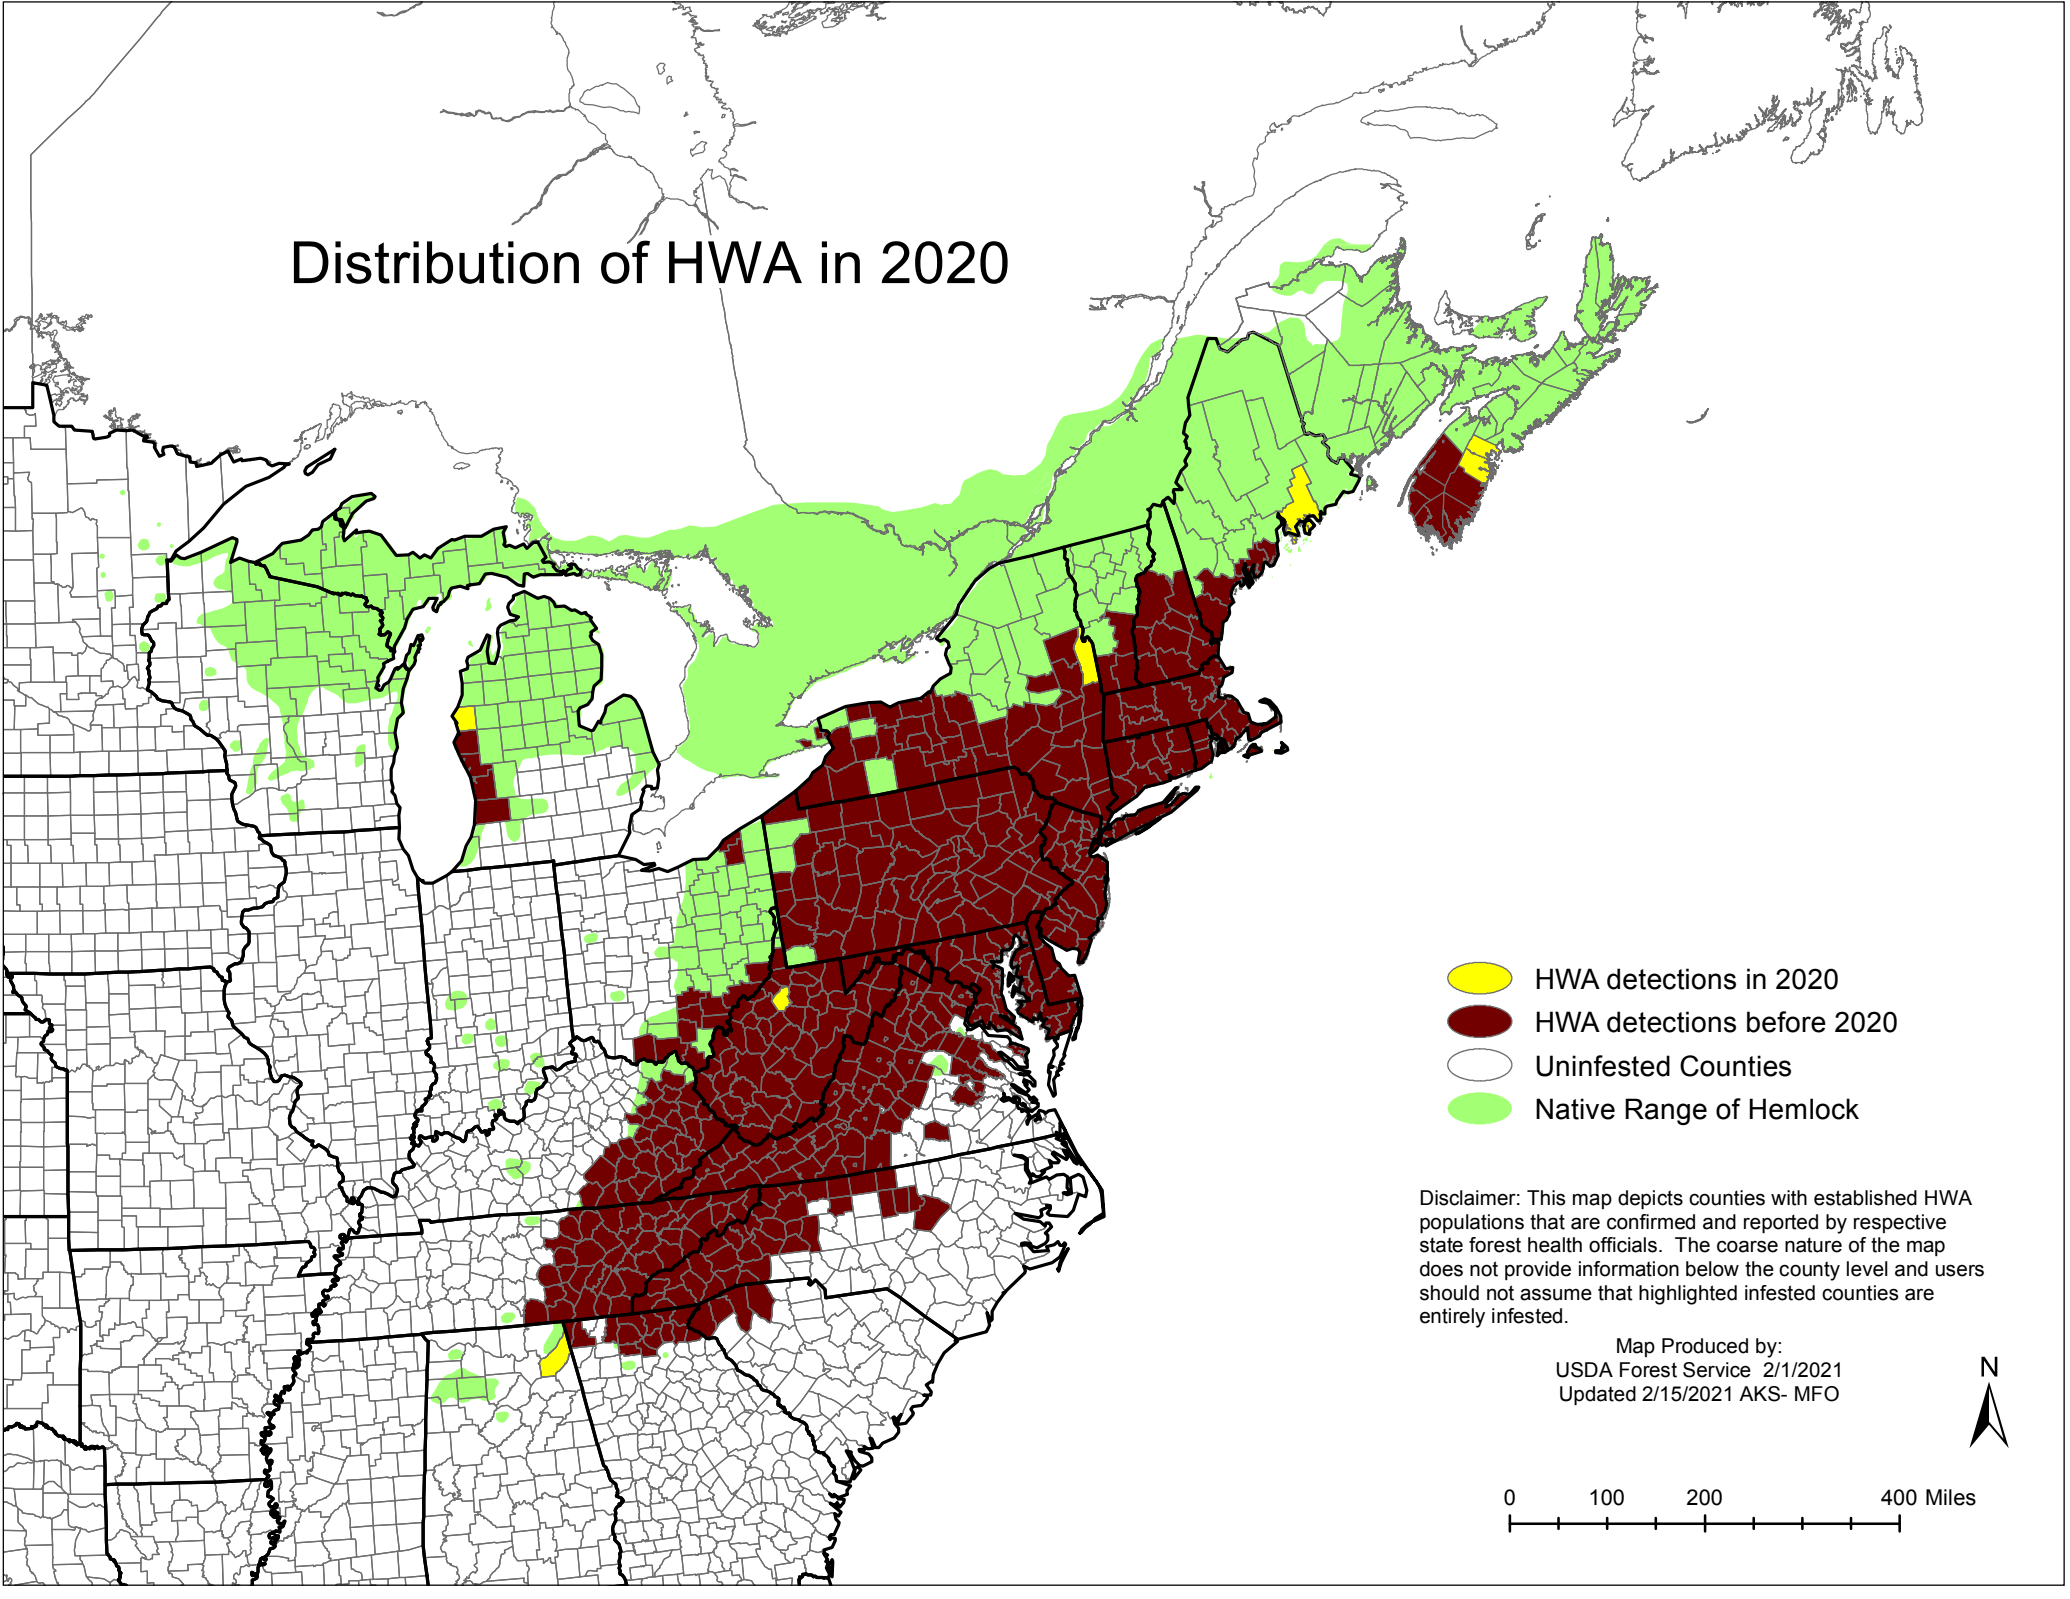 Distribution of HWA in 2020
HWA detections in 2020
HWA detections before 2020
Uninfested Counties
Native Range of Hemlock
Disclaimer: This map depicts counties with established HWA
populations that are confirmed and reported by respective
state forest health officials.  The coarse nature of the map
does not provide information below the county level and users
should not assume that highlighted infested counties are
entirely infested.
Map Produced by:
USDA Forest Service  2/1/2021
Updated 2/15/2021 AKS- MFO
N
0 100 200 400 Miles